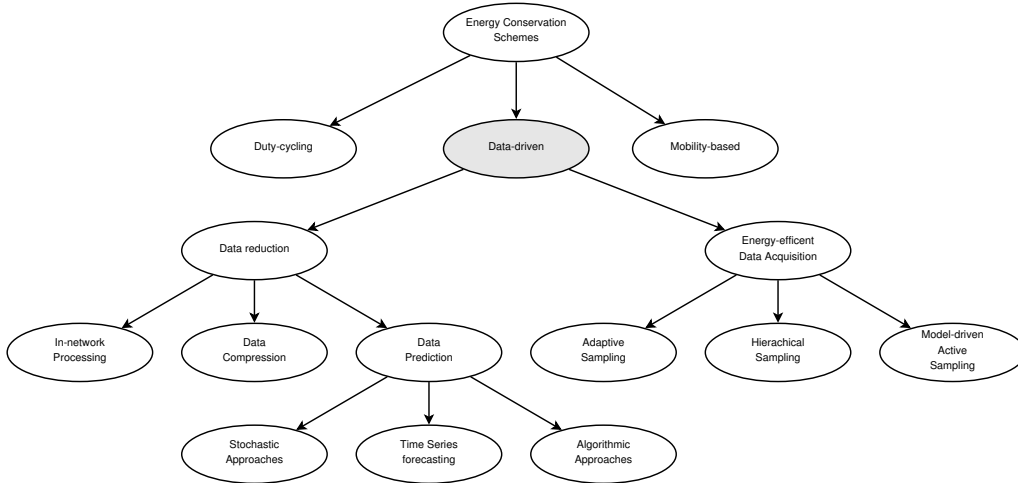 Energy Conservation
Schemes
Duty-cycling
Data-driven
Mobility-based
Data reduction
Energy-efficent
Data Acquisition
In-network
Processing
Data
Compression
Data
Prediction
Adaptive
Sampling
Hierachical
Sampling
Model-driven
Active
Sampling
Stochastic
Approaches
Time Series
forecasting
Algorithmic
Approaches